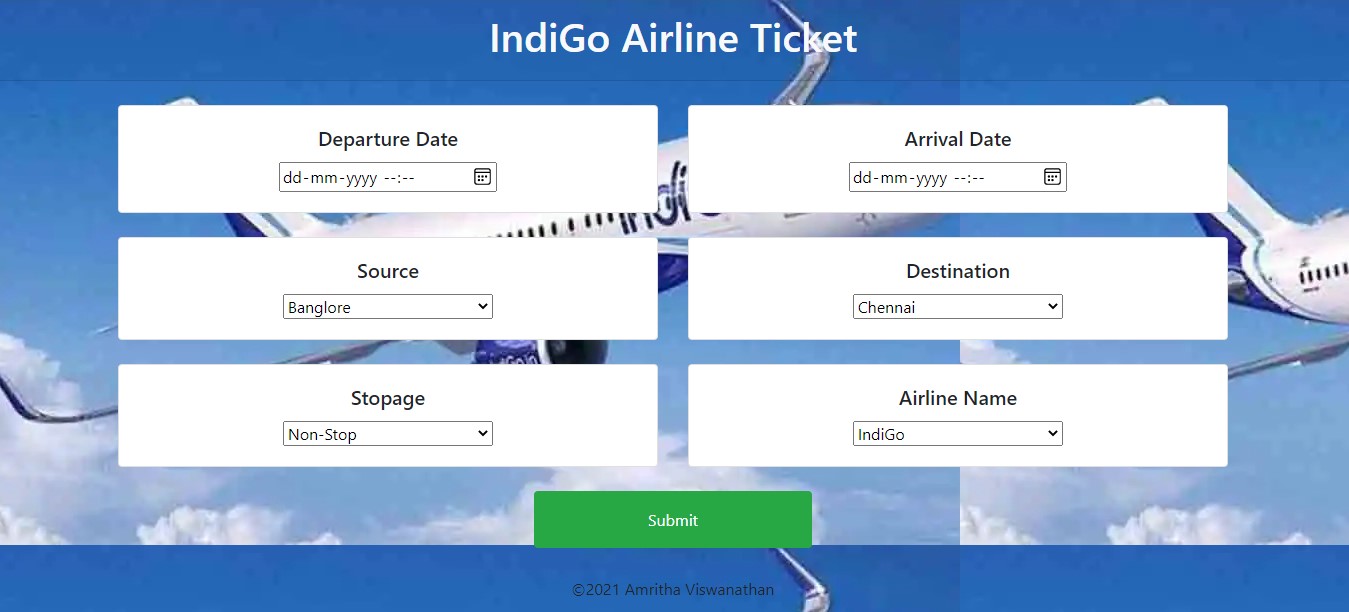 IndiGo Airline Ticket
Departure Date
dd-mm-yyyy --:--
Arrival Date
dd-mm-yyyy --:--
Source
Banglore
Destination
Chennai
Stopage
Non-Stop
Airline Name
IndiGo
Submit
©2021 Amritha Viswanathan